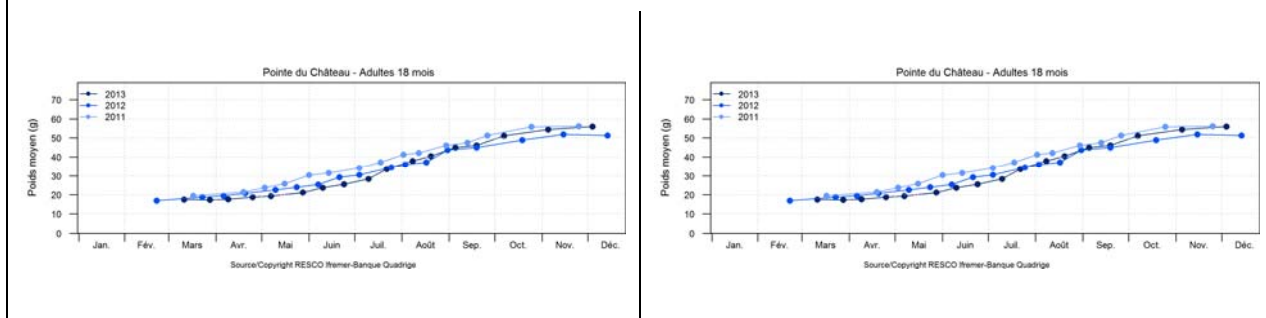 Pointe du Château - Adultes 18 mois
2013
2012
2011
70
60
50
40
30
20
10
0
Poids moyen (g)
Jan. Fév. Mars Avr. Mai Juin Juil. Août Sep. Oct. Nov. Déc.
Source/Copyright RESCO Ifremer-Banque Quadrige
Pointe du Château - Adultes 18 mois
2013
2012
2011
70
60
50
40
30
20
10
0
Poids moyen (g)
Jan. Fév. Mars Avr. Mai Juin Juil. Août Sep. Oct. Nov. Déc.
Source/Copyright RESCO Ifremer-Banque Quadrige